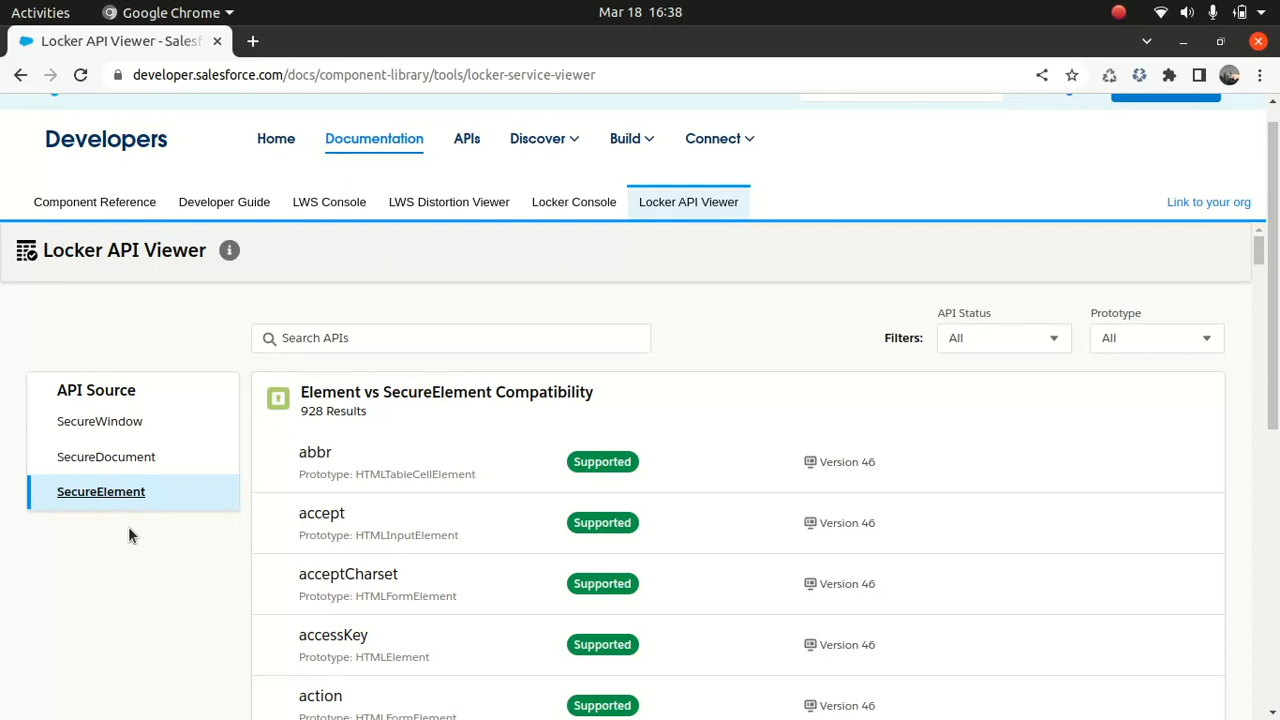 Activities Google Chrome Mar 18 16:38
Locker API Viewer - Salesf
developer.salesforce.com/docs/component-library/tools/locker-service-viewer
Developers Home Documentation APIs Discover Build Connect
Component Reference Developer Guide LWS Console LWS Distortion Viewer Locker Console Locker API Viewer Link to your org
Locker API Viewer
API Status Prototype
Search APIs Filters: All All
API Source
SecureWindow
SecureDocument
SecureElement
Element vs SecureElement Compatibility
928 Results
abbr
Prototype: HTMLTableCellElement
Supported Version 46
accept
Prototype: HTMLInputElement
Supported Version 46
acceptCharset
Prototype: HTMLFormElement
Supported Version 46
accessKey
Prototype: HTMLElement
Supported Version 46
action
Prototype: HTMLFormElement
Supported Version 46